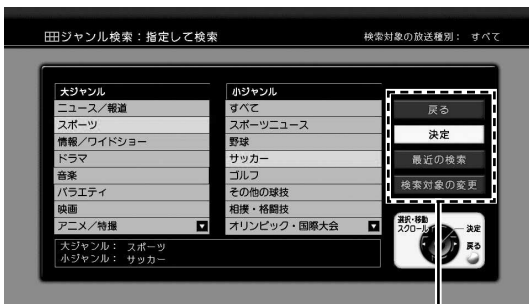 ジャンル検索：指定して検索
検索対象の放送種別： すべて
大ジャンル
ニュース／報道
スポーツ
情報／ワイドショー
ドラマ
音楽
バラエティ
映画
アニメ／特撮
小ジャンル
すべて
スポーツニュース
野球
サッカー
ゴルフ
その他の球技
相撲・格闘技
オリンピック・国際大会
戻る
決定
最近の検索
検索対象の変更
大ジャンル： スポーツ
小ジャンル： サッカー
選択・移動
スクロール
決定
戻る